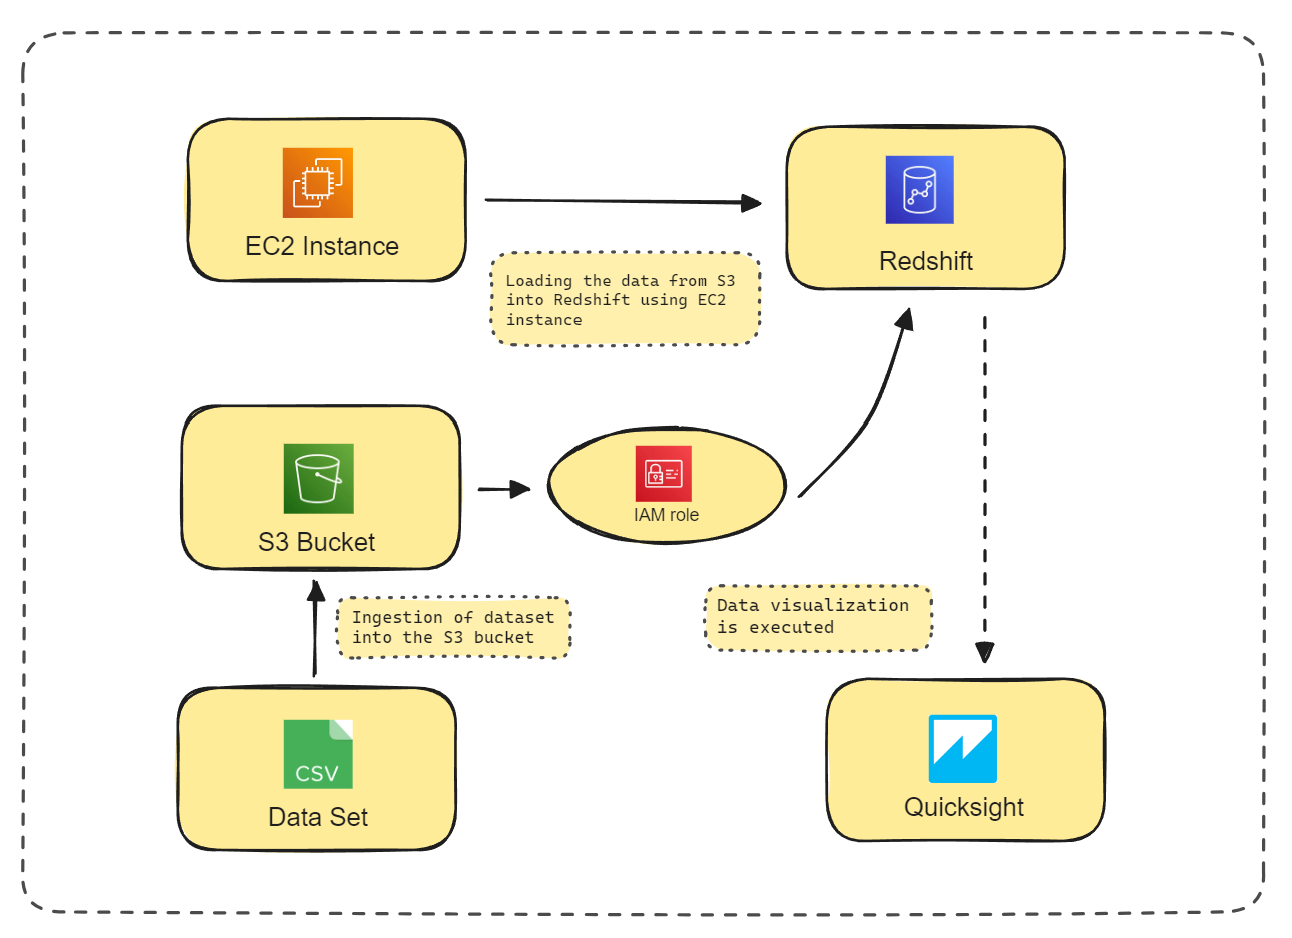 EC2 Instance
Redshift
Loading the data from S3
into Redshift using EC2
instance
S3 Bucket
IAM role
Ingestion of dataset
into the S3 bucket
Data visualization
is executed
CSV
Data Set
Quicksight